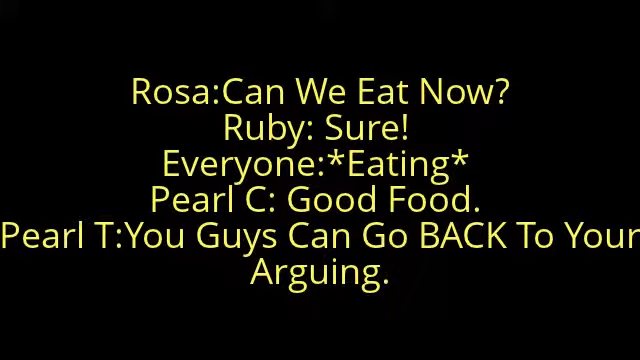 Rosa:Can We Eat Now?
Ruby: Sure!
Everyone:*Eating*
Pearl C: Good Food.
Pearl T:You Guys Can Go BACK To Your
Arguing.